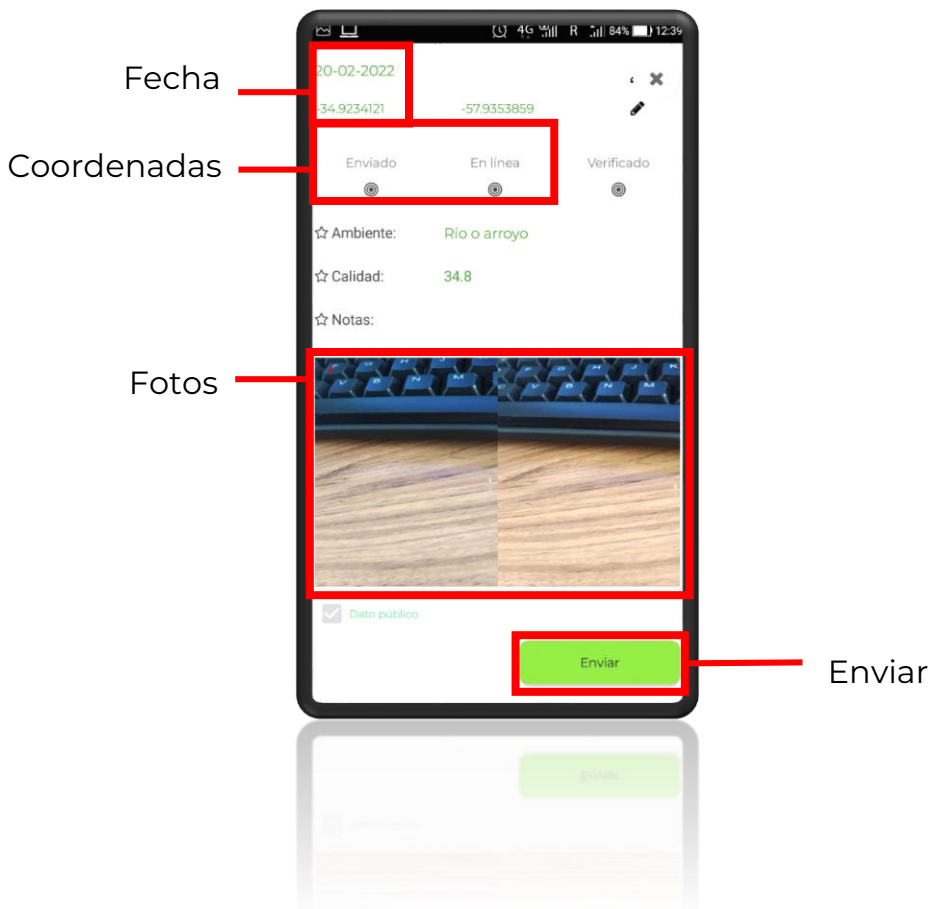 4G R 84% 12:39
Fecha
20-02-2022
-34.9234121 -57.9353859
Coordenadas
Enviado En línea Verificado
Ambiente: Río o arroyo
Calidad: 34.8
Notas:
Fotos
Dato público
Enviar
Enviar